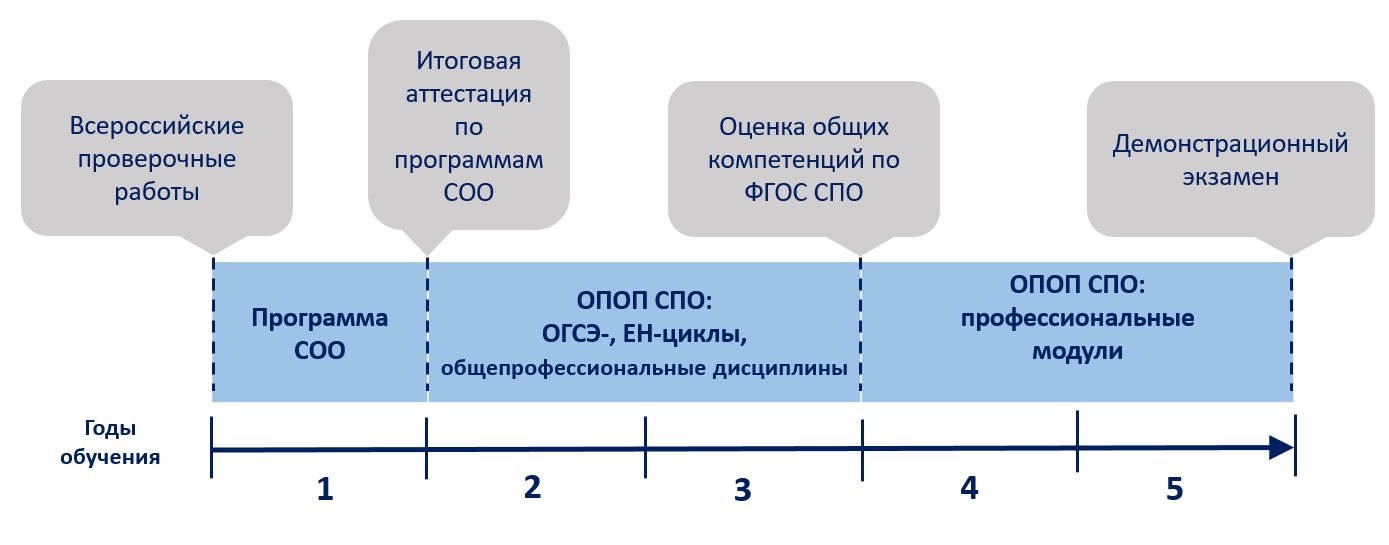 Всероссийские
проверочные
работы
Итоговая
аттестация
по
программам
СОО
Оценка общих
компетенций по
ФГОС СПО
Демонстрационный
экзамен
Программа
СОО
ОПОП СПО:
ОГСЭ-, ЕН-циклы,
общепрофессиональные дисциплины
ОПОП СПО:
профессиональные
модули
Годы
обучения
1
2
3
4
5